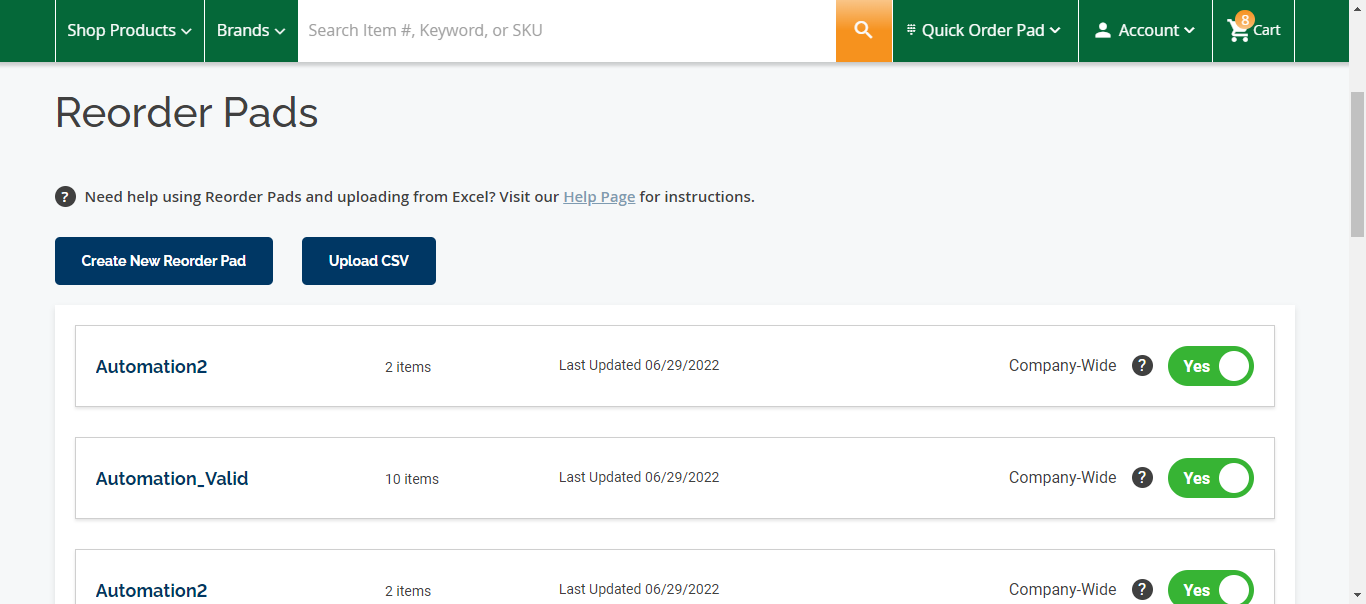 Shop Products
Brands
Search Item #, Keyword, or SKU
Quick Order Pad
Account
8
Cart
Reorder Pads
? Need help using Reorder Pads and uploading from Excel? Visit our Help Page for instructions.
Create New Reorder Pad
Upload CSV
Automation2 2 items Last Updated 06/29/2022 Company-Wide ? Yes
Automation_Valid 10 items Last Updated 06/29/2022 Company-Wide ? Yes
Automation2 2 items Last Updated 06/29/2022 Company-Wide ? Yes